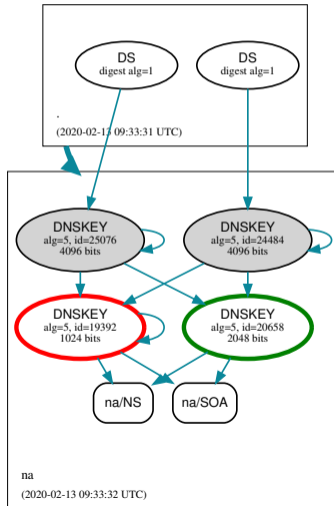 DS
digest alg=1
DS
digest alg=1
.
(2020-02-13 09:33:31 UTC)
DNSKEY
alg=5, id=25076
4096 bits
DNSKEY
alg=5, id=24484
4096 bits
DNSKEY
alg=5, id=19392
1024 bits
DNSKEY
alg=5, id=20658
2048 bits
na/NS
na/SOA
na
(2020-02-13 09:33:32 UTC)